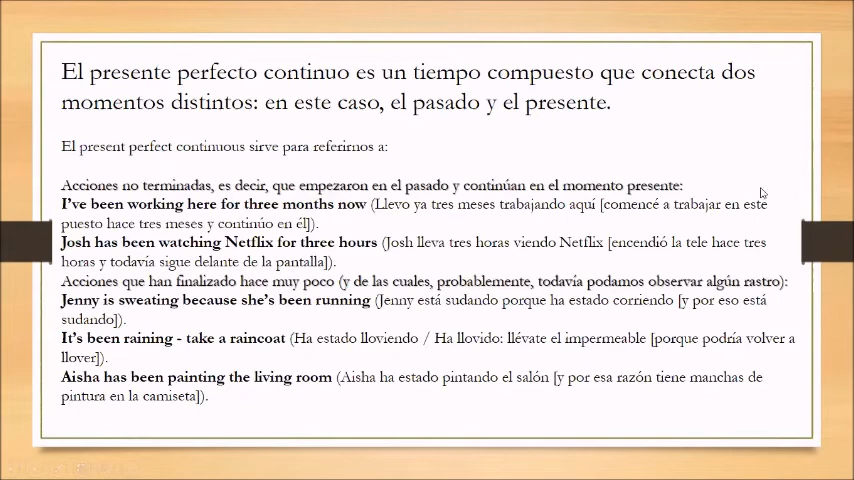 El presente perfecto continuo es un tiempo compuesto que conecta dos
momentos distintos: en este caso, el pasado y el presente.
El present perfect continuous sirve para referirnos a:
Acciones no terminadas, es decir, que empezaron en el pasado y continúan en el momento presente:
I've been working here for three months now (Llevo ya tres meses trabajando aquí [comencé a trabajar en este
puesto hace tres meses y continúo en él]).
Josh has been watching Netflix for three hours (Josh lleva tres horas viendo Netflix [encendió la tele hace tres
horas y todavía sigue delante de la pantalla]).
Acciones que han finalizado hace muy poco (y de las cuales, probablemente, todavía podamos observar algún rastro):
Jenny is sweating because she's been running (Jenny está sudando porque ha estado corriendo [y por eso está
sudando]).
It's been raining - take a raincoat (Ha estado lloviendo / Ha llovido: llévate el impermeable [porque podría volver a
llover]).
Aisha has been painting the living room (Aisha ha estado pintando el salón [y por esa razón tiene manchas de
pintura en la camiseta]).